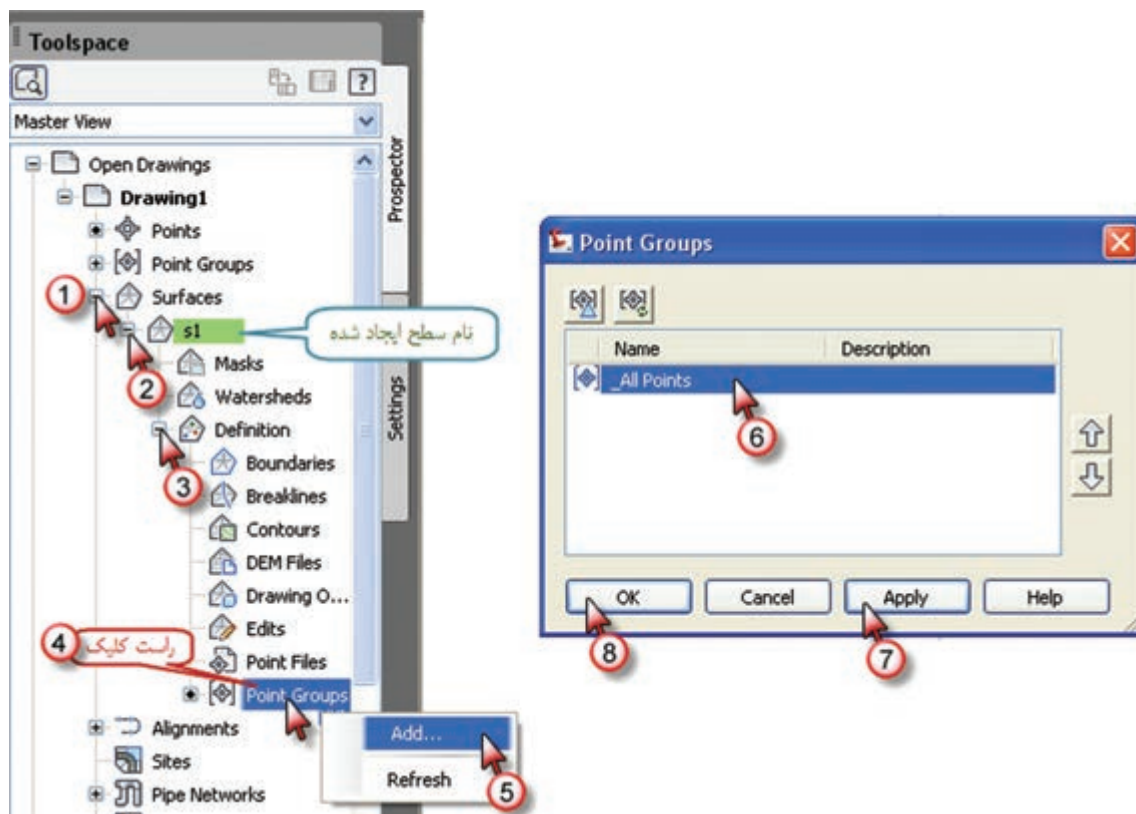 Toolspace
Master View
Open Drawings
Drawing1
Points
Point Groups
1
Surfaces
s1
نام سطح ایجاد شده
2
Masks
Watersheds
3
Definition
Boundaries
Breaklines
Contours
DEM Files
Drawing O...
Edits
4
راست کلیک
Point Files
Point Groups
Add...
5
Refresh
Alignments
Sites
Pipe Networks
Prospector
Settings
Point Groups
Name Description
_All Points
6
OK Cancel Apply Help
8 7